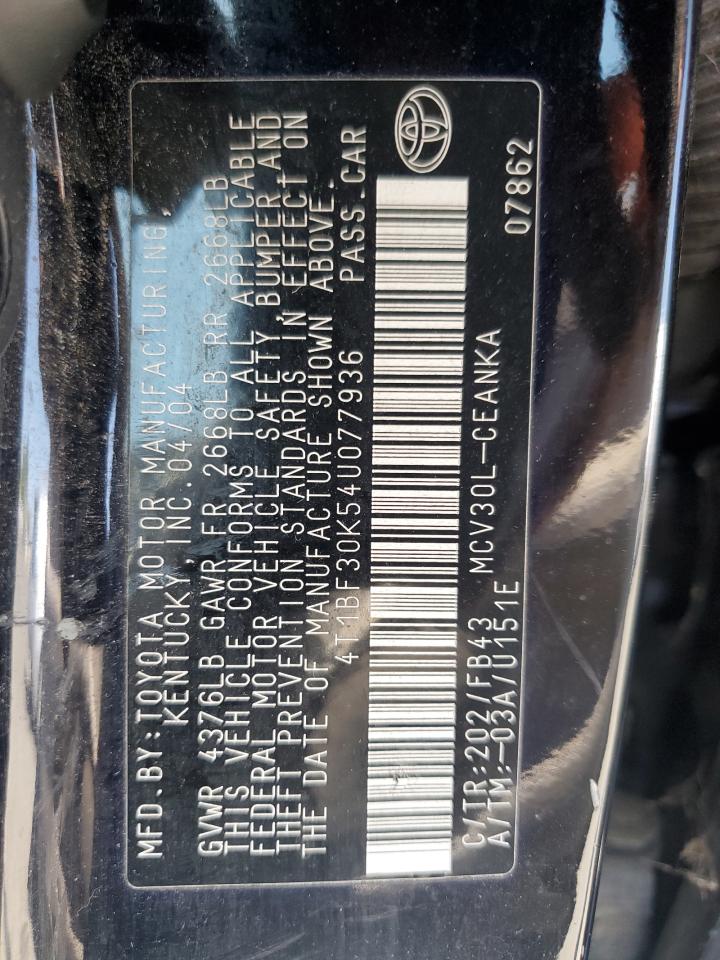 MFD.BY:TOYOTA MOTOR MANUFACTURING,
KENTUCKY,INC.04/04
GVWR 4376LB GAWR FR 2668LB RR 2668LB
THIS VEHICLE CONFORMS TO ALL APPLICABLE
FEDERAL MOTOR VEHICLE SAFETY,BUMPER,AND
THEFT PREVENTION STANDARDS IN EFFECT ON
THE DATE OF MANUFACTURE SHOWN ABOVE.
4T1BF30K54U077936 PASS.CAR
C/TR:202/FB43 MCV30L-CEANKA
A/TM:-03A/U151E 07862